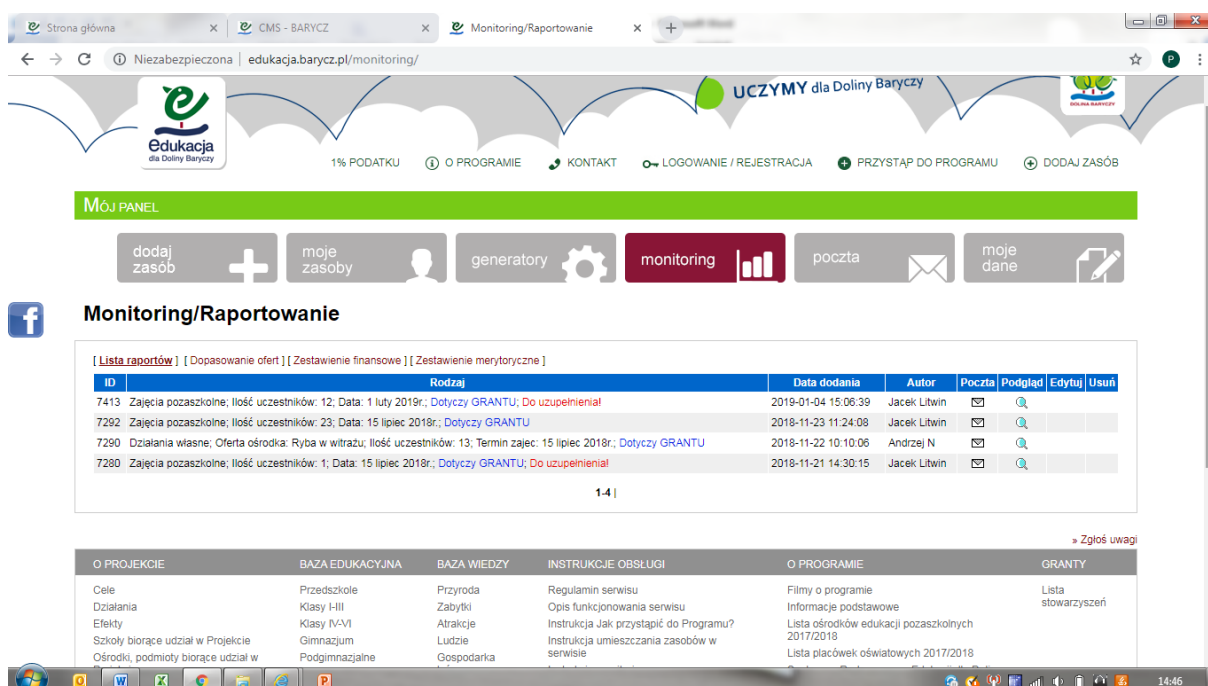 Strona główna
CMS - BARYCZ
Monitoring/Raportowanie
Niezabezpieczona | edukacja.barycz.pl/monitoring/
P
UCZYMY dla Doliny Baryczy
DOLINA BARYCZY
edukacja
dla Doliny Baryczy
1% PODATKU O PROGRAMIE KONTAKT LOGOWANIE / REJESTRACJA PRZYSTĄP DO PROGRAMU DODAJ ZASÓB
MÓJ PANEL
dodaj zasób
moje zasoby
generatory
monitoring
poczta
moje dane
Monitoring/Raportowanie
[ Lista raportów ] [ Dopasowanie ofert ] [ Zestawienie finansowe ] [ Zestawienie merytoryczne ]
ID Rodzaj Data dodania Autor Poczta Podgląd Edytuj Usuń
7413 Zajęcia pozaszkolne; Ilość uczestników: 12; Data: 1 luty 2019r.; Dotyczy GRANTU; Do uzupełnienia! 2019-01-04 15:06:39 Jacek Litwin
7292 Zajęcia pozaszkolne; Ilość uczestników: 23; Data: 15 lipiec 2018r.; Dotyczy GRANTU 2018-11-23 11:24:08 Jacek Litwin
7290 Działania własne; Oferta ośrodka: Ryba w witrażu; Ilość uczestników: 13; Termin zajec: 15 lipiec 2018r.; Dotyczy GRANTU 2018-11-22 10:10:06 Andrzej N
7280 Zajęcia pozaszkolne; Ilość uczestników: 1; Data: 15 lipiec 2018r.; Dotyczy GRANTU; Do uzupełnienia! 2018-11-21 14:30:15 Jacek Litwin
1-4 |
» Zgłoś uwagi
O PROJEKCIE BAZA EDUKACYJNA BAZA WIEDZY INSTRUKCJE OBSŁUGI O PROGRAMIE GRANTY
Cele
Działania
Efekty
Szkoły biorące udział w Projekcie
Ośrodki, podmioty biorące udział w
Przedszkole
Klasy I-III
Klasy IV-VI
Gimnazjum
Podgimnazjalne
Przyroda
Zabytki
Atrakcje
Ludzie
Gospodarka
Regulamin serwisu
Opis funkcjonowania serwisu
Instrukcja Jak przystąpić do Programu?
Instrukcja umieszczania zasobów w
serwisie
Filmy o programie
Informacje podstawowe
Lista ośrodków edukacji pozaszkolnych
2017/2018
Lista placówek oświatowych 2017/2018
Lista
stowarzyszeń
14:46